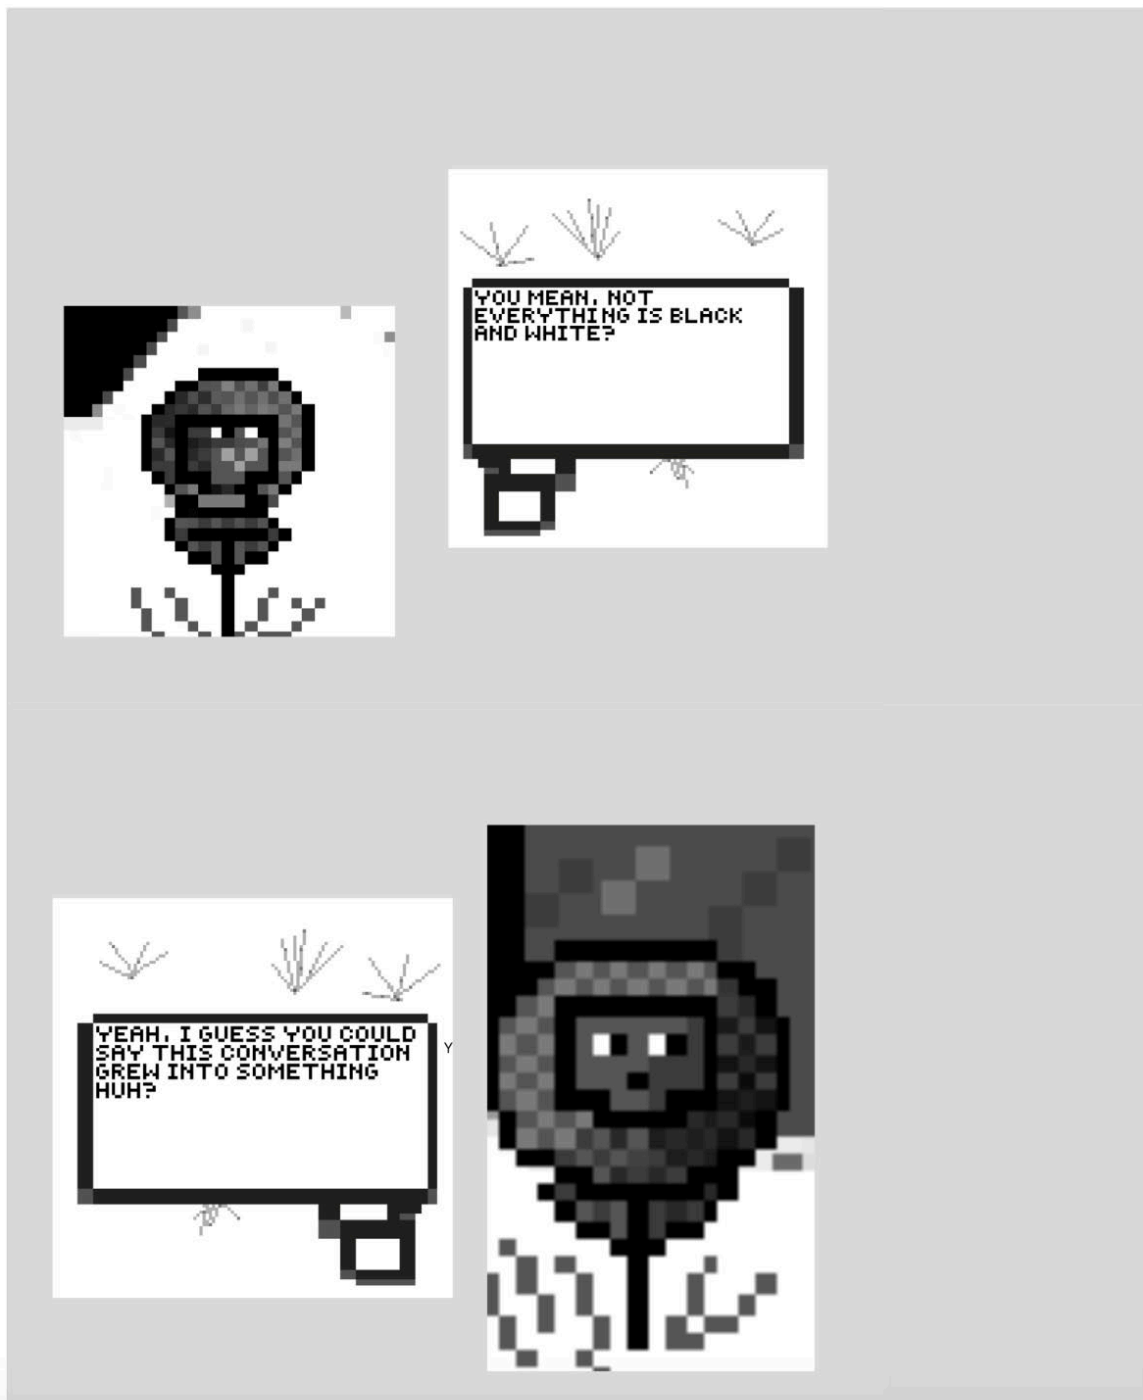 YOU MEAN, NOT
EVERYTHING IS BLACK
AND WHITE?
YEAH, I GUESS YOU COULD
SAY THIS CONVERSATION
GREW INTO SOMETHING
HUH?
Y